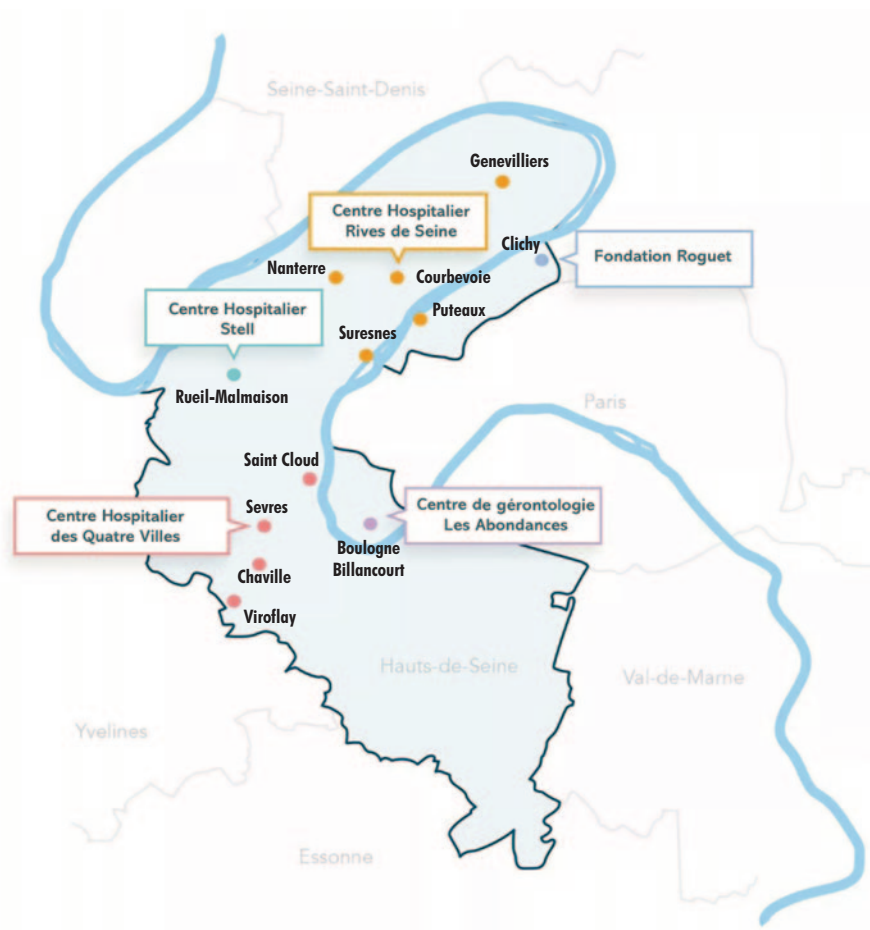 Seine-Saint-Denis
Genevilliers
Centre Hospitalier
Rives de Seine
Clichy
Fondation Roguet
Nanterre
Courbevoie
Centre Hospitalier
Stell
Puteaux
Suresnes
Rueil-Malmaison
Paris
Saint Cloud
Sevres
Centre Hospitalier
des Quatre Villes
Centre de gérontologie
Les Abondances
Boulogne
Billancourt
Chaville
Viroflay
Hauts-de-Seine
Val-de-Marne
Yvelines
Essonne